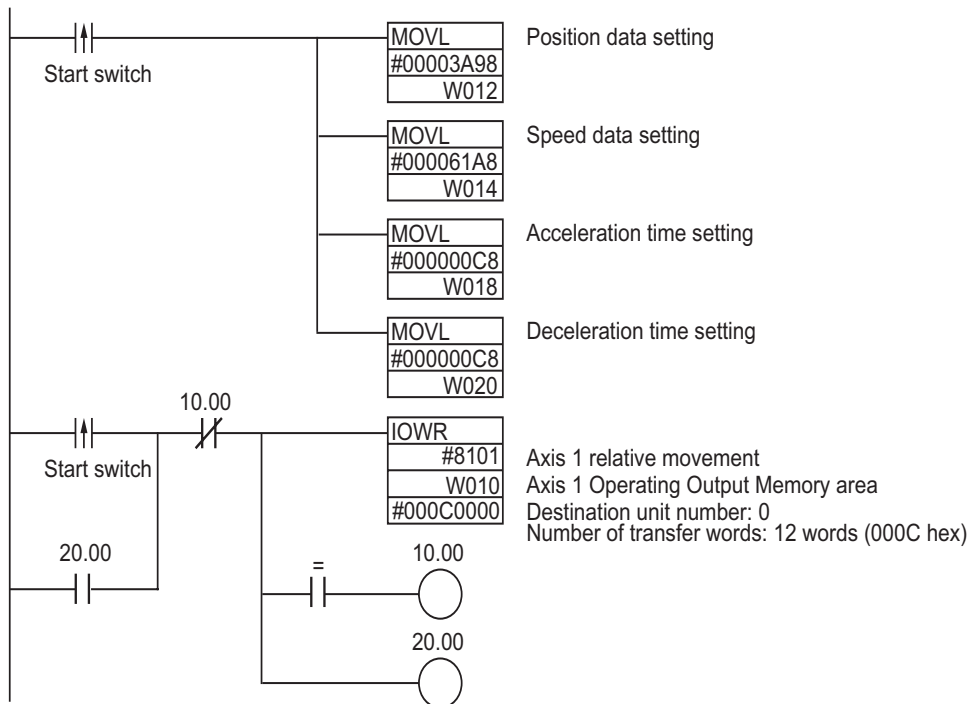 MOVL
Position data setting
#00003A98
Start switch
W012
MOVL
Speed data setting
#000061A8
W014
MOVL
Acceleration time setting
#000000C8
W018
MOVL
Deceleration time setting
#000000C8
W020
10.00
IOWR
#8101
Axis 1 relative movement
Start switch
W010
Axis 1 Operating Output Memory area
#000C0000
Destination unit number: 0
Number of transfer words: 12 words (000C hex)
20.00
=
10.00
20.00